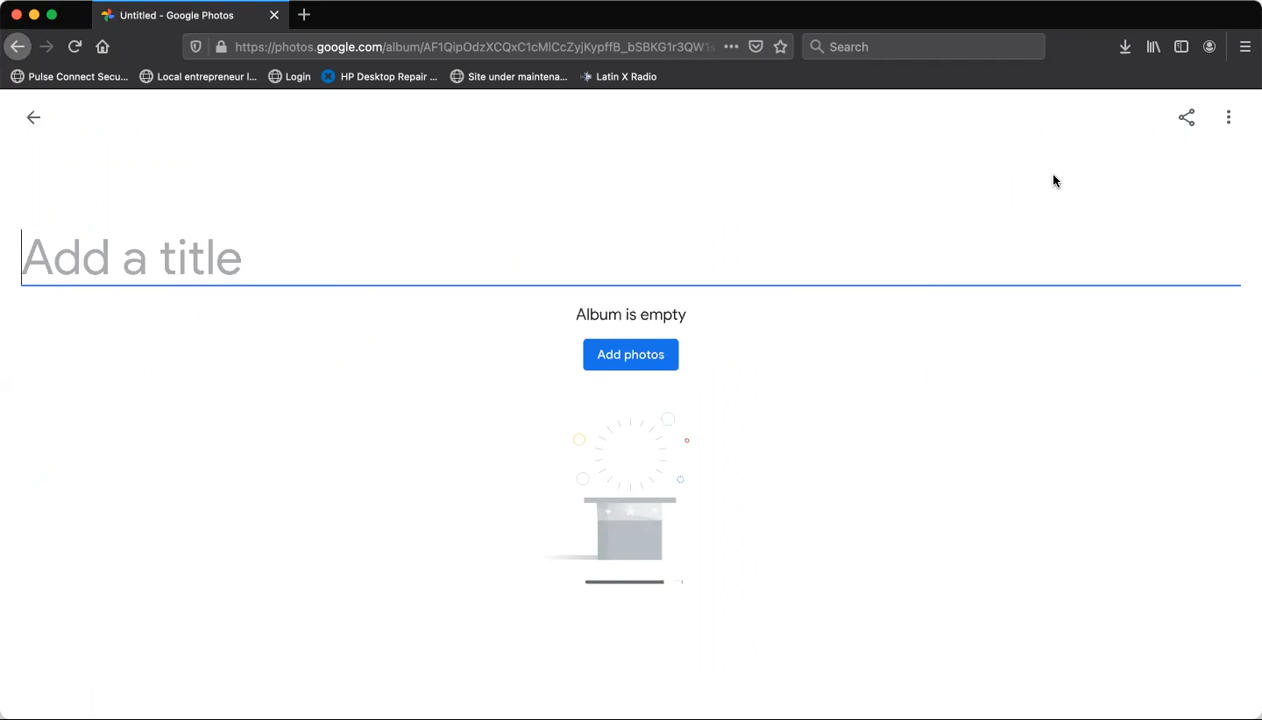 Untitled - Google Photos
https://photos.google.com/album/AF1QipOdzXCQxC1cMlCcZyjKypffB_bSBKG1r3QW1s
Search
Pulse Connect Secu... Local entrepreneur I... Login HP Desktop Repair ... Site under maintena... Latin X Radio
Add a title
Album is empty
Add photos